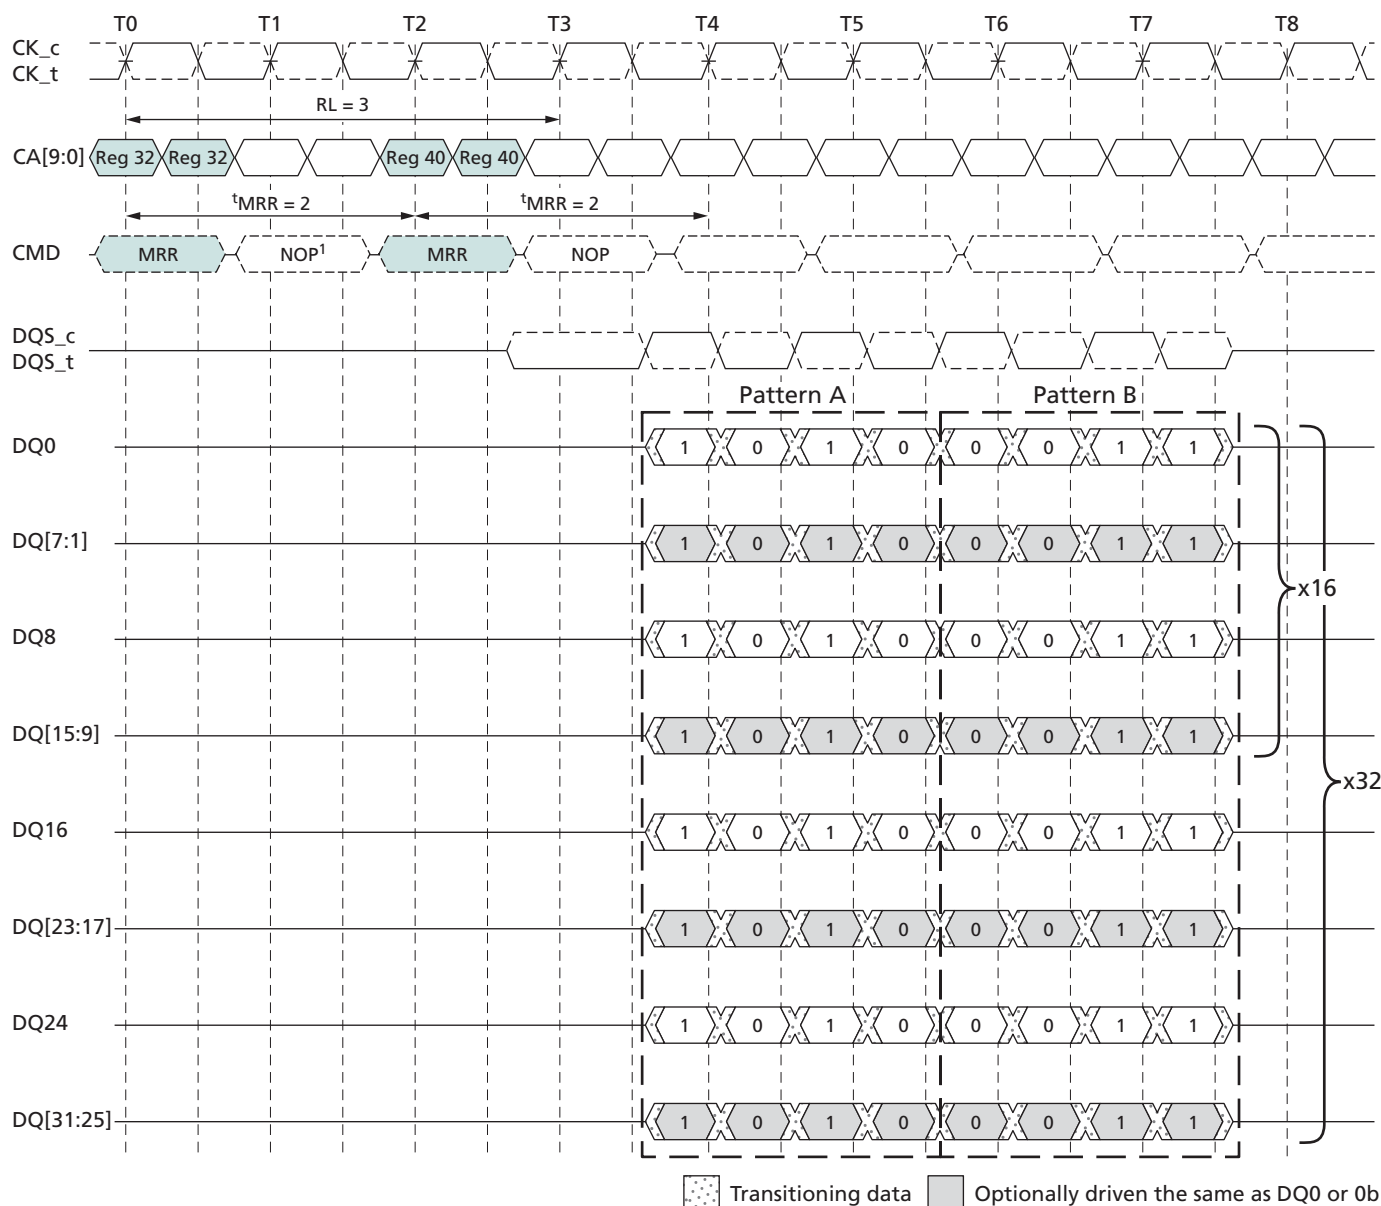 T0 T1 T2 T3 T4 T5 T6 T7 T8
CK_c
CK_t
RL = 3
CA[9:0] Reg 32 Reg 32 Reg 40 Reg 40
tMRR = 2 tMRR = 2
CMD MRR NOP1 MRR NOP
DQS_c
DQS_t
Pattern A Pattern B
DQ0 1 0 1 0 0 0 1 1
DQ[7:1] 1 0 1 0 0 0 1 1
x16
DQ8 1 0 1 0 0 0 1 1
DQ[15:9] 1 0 1 0 0 0 1 1
x32
DQ16 1 0 1 0 0 0 1 1
DQ[23:17] 1 0 1 0 0 0 1 1
DQ24 1 0 1 0 0 0 1 1
DQ[31:25] 1 0 1 0 0 0 1 1
Transitioning data Optionally driven the same as DQ0 or 0b